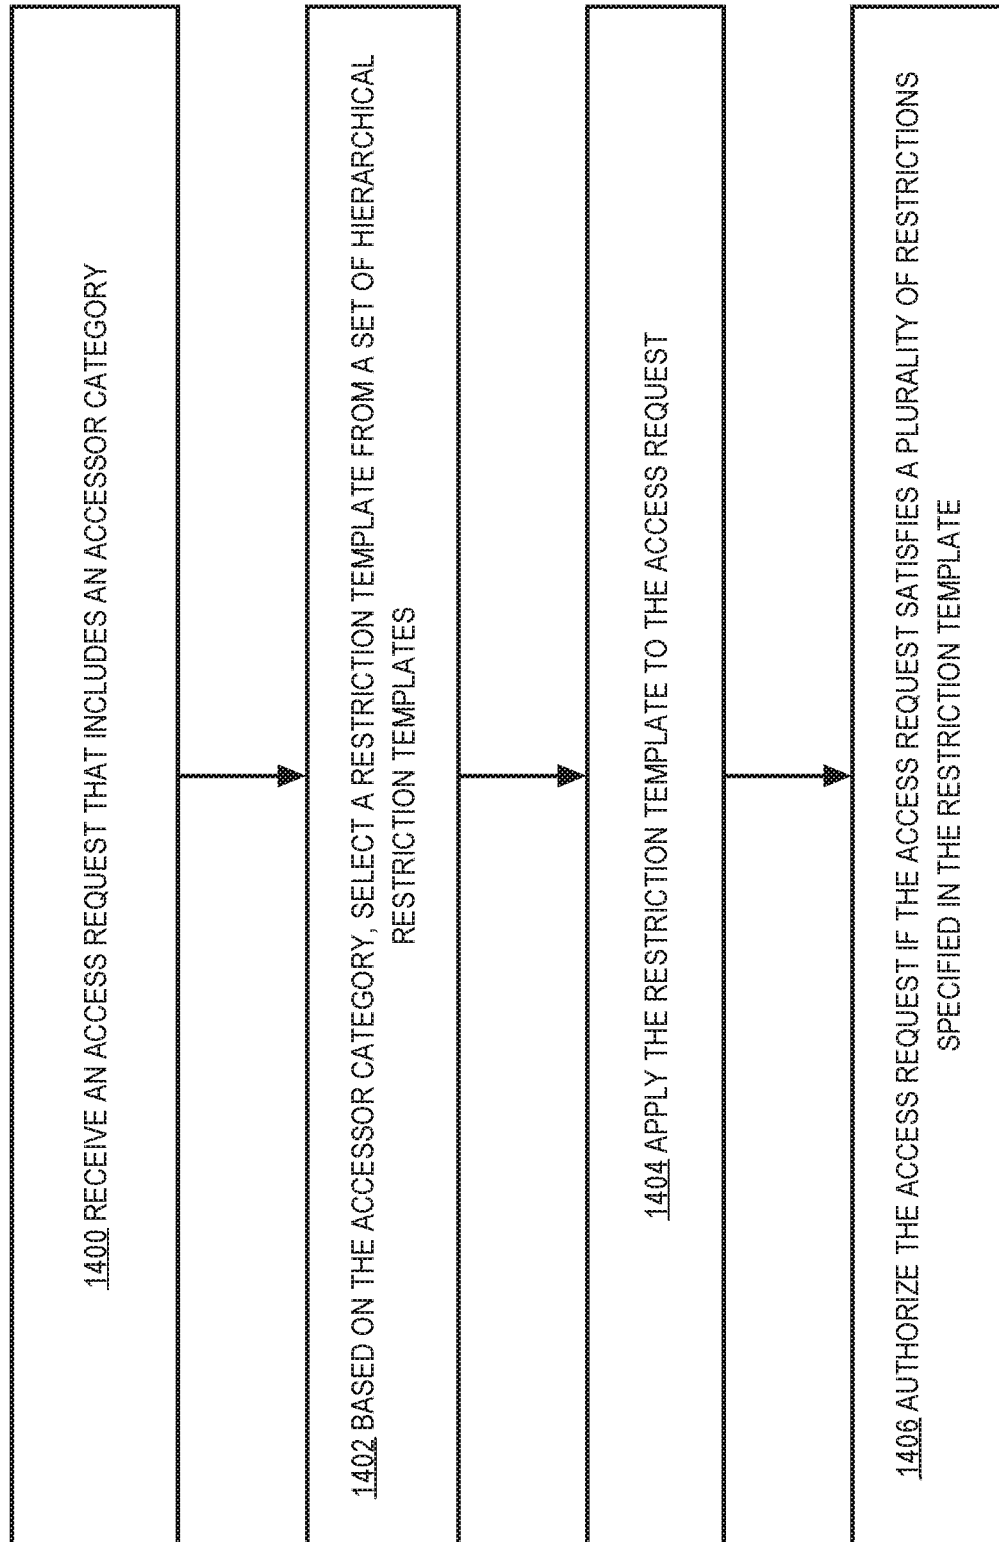 1400 RECEIVE AN ACCESS REQUEST THAT INCLUDES AN ACCESSOR CATEGORY
1402 BASED ON THE ACCESSOR CATEGORY, SELECT A RESTRICTION TEMPLATE FROM A SET OF HIERARCHICAL
RESTRICTION TEMPLATES
1404 APPLY THE RESTRICTION TEMPLATE TO THE ACCESS REQUEST
1406 AUTHORIZE THE ACCESS REQUEST IF THE ACCESS REQUEST SATISFIES A PLURALITY OF RESTRICTIONS
SPECIFIED IN THE RESTRICTION TEMPLATE